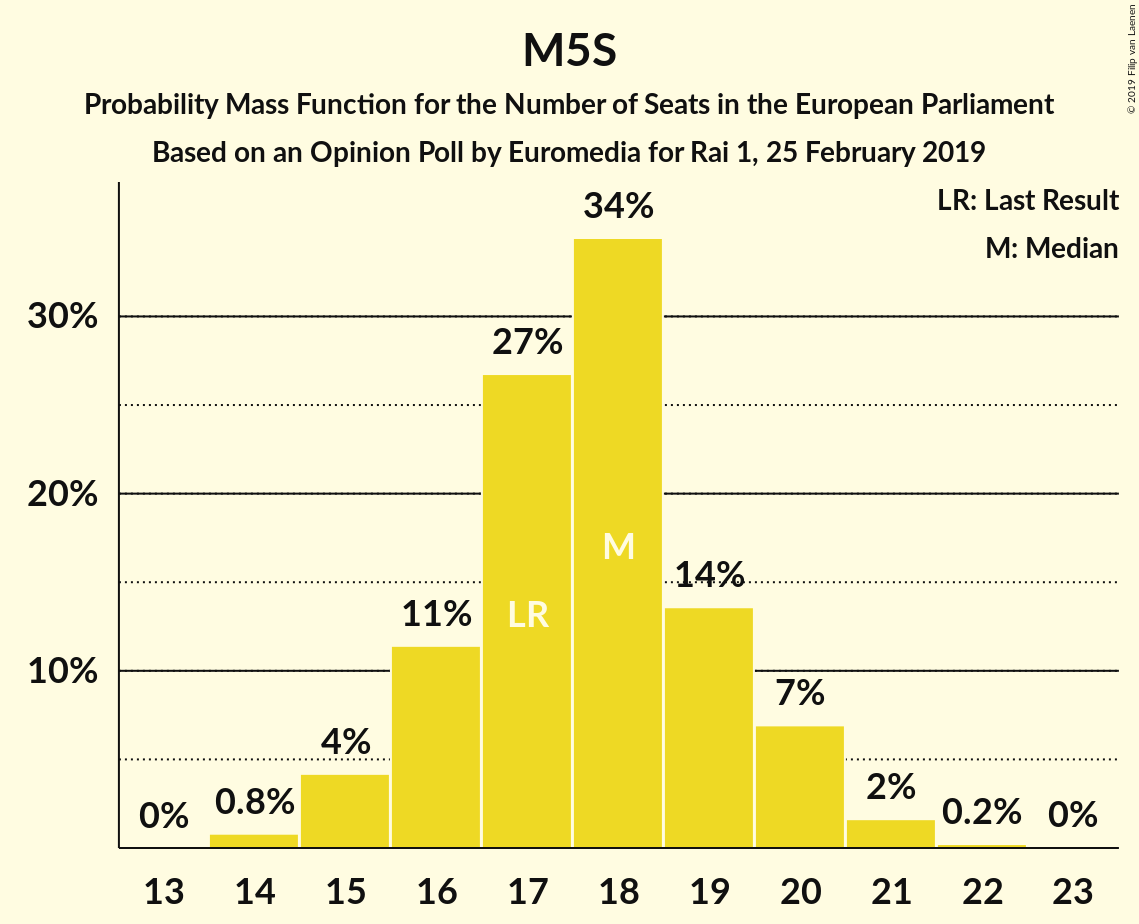 M5S
Probability Mass Function for the Number of Seats in the European Parliament
Based on an Opinion Poll by Euromedia for Rai 1, 25 February 2019
© 2019 Filip van Laenen
LR: Last Result
M: Median
34%
30%
27%
20%
M
14%
11%
LR
10%
7%
4%
2%
0.8%
0.2%
0%
0%
13 14 15 16 17 18 19 20 21 22 23